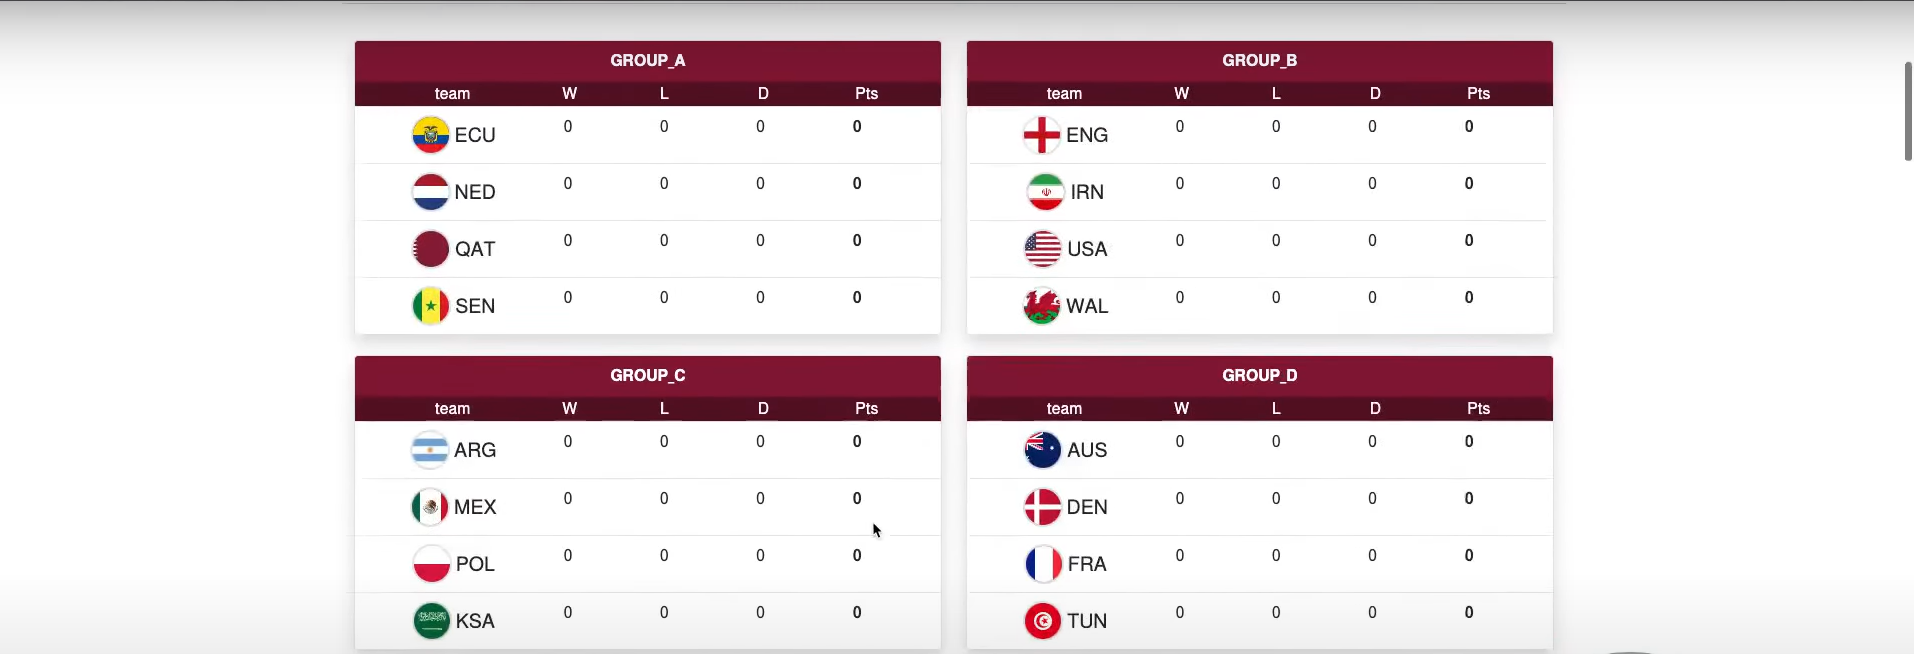 GROUP_A
team W L D Pts
ECU 0 0 0 0
NED 0 0 0 0
QAT 0 0 0 0
SEN 0 0 0 0
GROUP_B
team W L D Pts
ENG 0 0 0 0
IRN 0 0 0 0
USA 0 0 0 0
WAL 0 0 0 0
GROUP_C
team W L D Pts
ARG 0 0 0 0
MEX 0 0 0 0
POL 0 0 0 0
KSA 0 0 0 0
GROUP_D
team W L D Pts
AUS 0 0 0 0
DEN 0 0 0 0
FRA 0 0 0 0
TUN 0 0 0 0